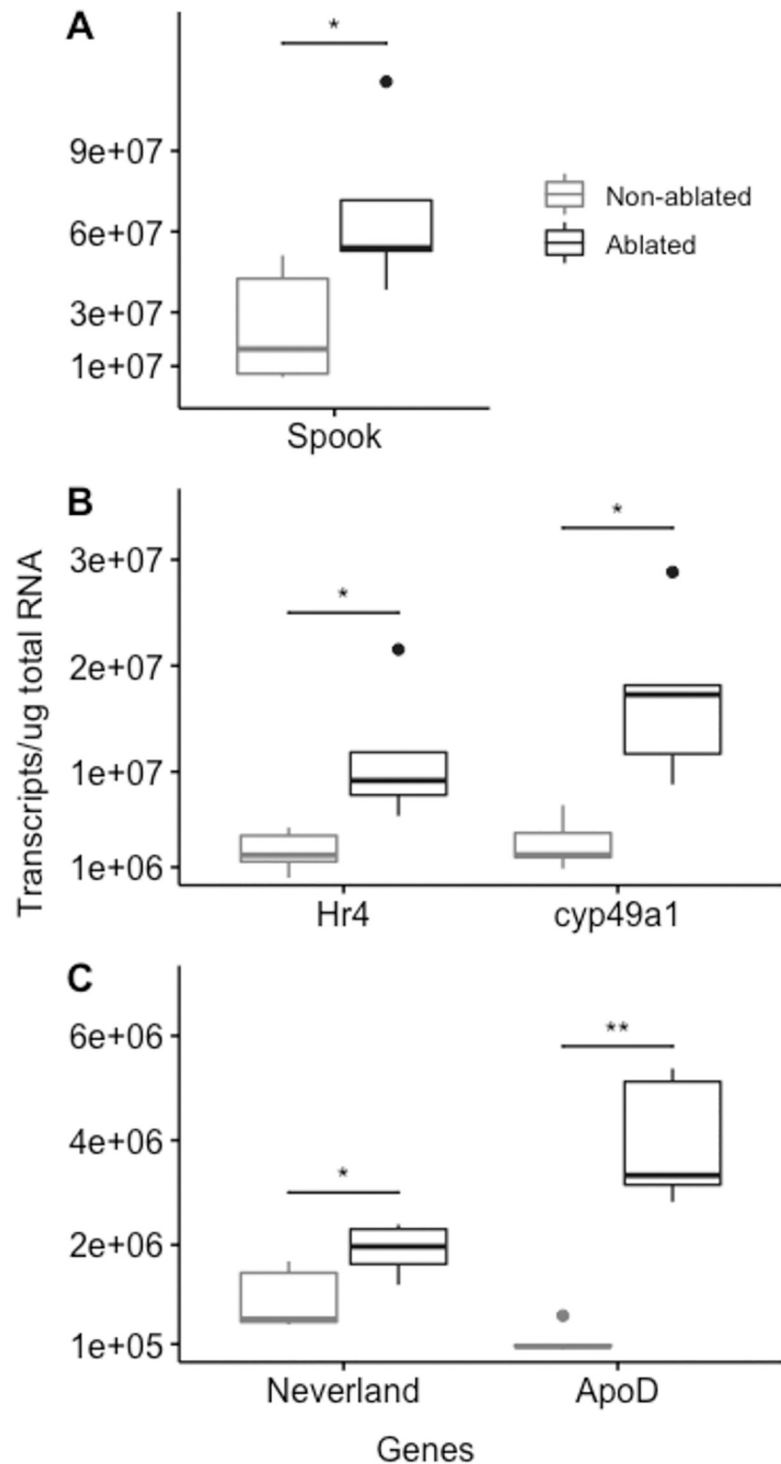 A
*
9e+07
6e+07
3e+07
1e+07
Non-ablated
Ablated
Spook
B
*
*
3e+07
2e+07
1e+07
1e+06
Hr4
cyp49a1
Transcripts/ug total RNA
C
**
*
6e+06
4e+06
2e+06
1e+05
Neverland
ApoD
Genes